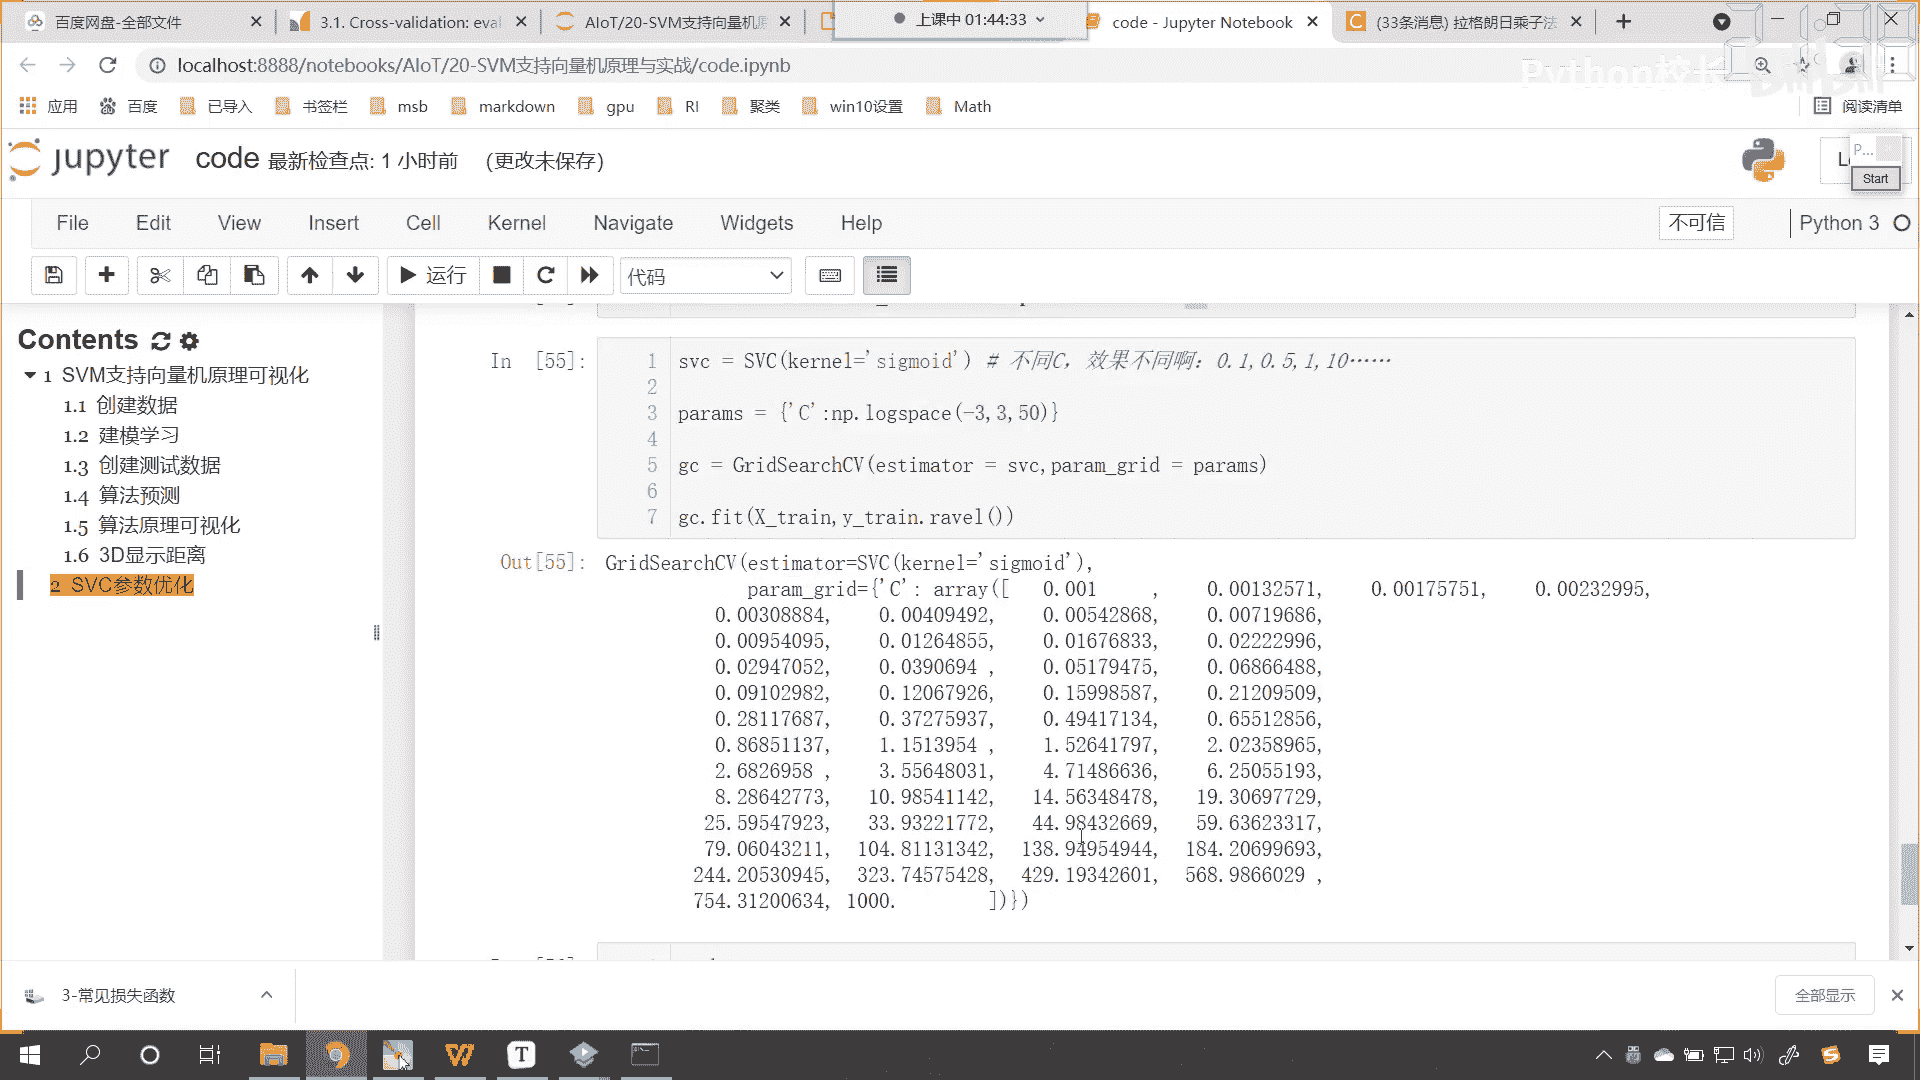 百度网盘-全部文件
3.1. Cross-validation: eval
AIoT/20-SVM支持向量机原
上课中 01:44:33
code - Jupyter Notebook
(33条消息) 拉格朗日乘子法
localhost:8888/notebooks/AIoT/20-SVM支持向量机原理与实战/code.ipynb
Python校长
应用 百度 已导入 书签栏 msb markdown gpu RI 聚类 win10设置 Math 阅读清单
jupyter code 最新检查点: 1 小时前 (更改未保存)
P...
Start
File Edit View Insert Cell Kernel Navigate Widgets Help 不可信 Python 3
运行 代码
Contents
1 SVM支持向量机原理可视化
1.1 创建数据
1.2 建模学习
1.3 创建测试数据
1.4 算法预测
1.5 算法原理可视化
1.6 3D显示距离
2 SVC参数优化
In [55]:
1 svc = SVC(kernel='sigmoid') # 不同C，效果不同啊：0.1,0.5,1,10……
2
3 params = {'C':np.logspace(-3,3,50)}
4
5 gc = GridSearchCV(estimator = svc,param_grid = params)
6
7 gc.fit(X_train,y_train.ravel())
Out[55]: GridSearchCV(estimator=SVC(kernel='sigmoid'),
param_grid={'C': array([ 0.001 , 0.00132571, 0.00175751, 0.00232995,
0.00308884, 0.00409492, 0.00542868, 0.00719686,
0.00954095, 0.01264855, 0.01676833, 0.02222996,
0.02947052, 0.0390694 , 0.05179475, 0.06866488,
0.09102982, 0.12067926, 0.15998587, 0.21209509,
0.28117687, 0.37275937, 0.49417134, 0.65512856,
0.86851137, 1.1513954 , 1.52641797, 2.02358965,
2.6826958 , 3.55648031, 4.71486636, 6.25055193,
8.28642773, 10.98541142, 14.56348478, 19.30697729,
25.59547923, 33.93221772, 44.98432669, 59.63623317,
79.06043211, 104.81131342, 138.94954944, 184.20699693,
244.20530945, 323.74575428, 429.19342601, 568.9866029 ,
754.31200634, 1000. ])})
3-常见损失函数
全部显示